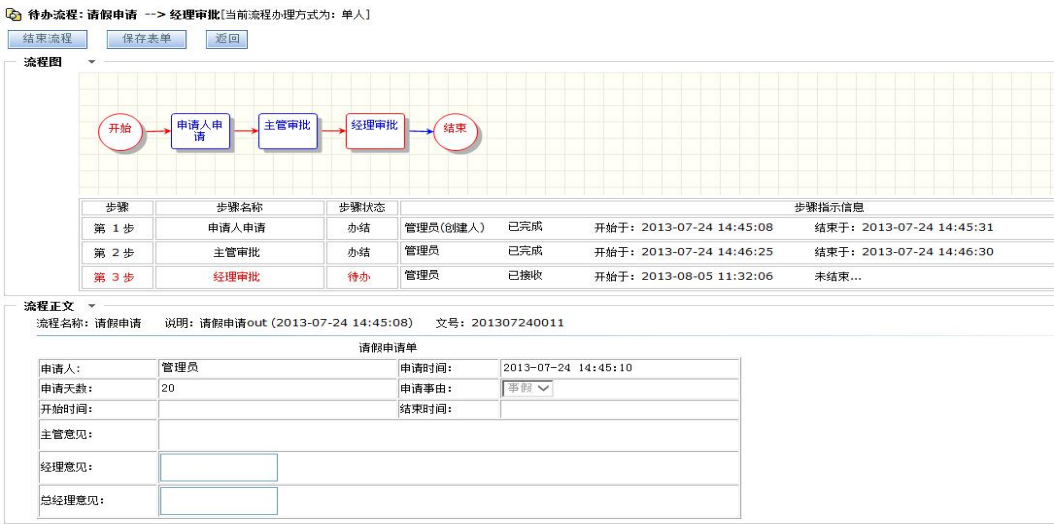 待办流程: 请假申请 --> 经理审批[当前流程办理方式为: 单人]
结束流程 保存表单 返回
流程图
开始 申请人申请 主管审批 经理审批 结束
步骤 步骤名称 步骤状态 步骤指示信息
第 1 步 申请人申请 办结 管理员(创建人) 已完成 开始于: 2013-07-24 14:45:08 结束于: 2013-07-24 14:45:31
第 2 步 主管审批 办结 管理员 已完成 开始于: 2013-07-24 14:46:25 结束于: 2013-07-24 14:46:30
第 3 步 经理审批 待办 管理员 已接收 开始于: 2013-08-05 11:32:06 未结束...
流程正文
流程名称: 请假申请 说明: 请假申请out (2013-07-24 14:45:08) 文号: 201307240011
请假申请单
申请人: 管理员 申请时间: 2013-07-24 14:45:10
申请天数: 20 申请事由: 事假
开始时间: 结束时间:
主管意见:
经理意见:
总经理意见: